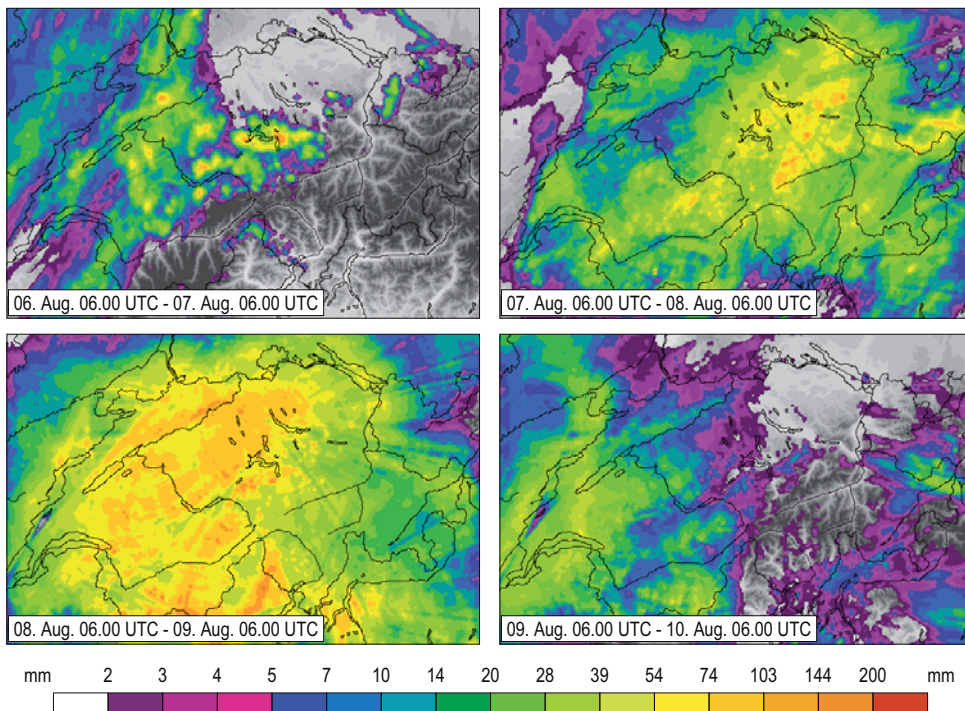 06. Aug. 06.00 UTC - 07. Aug. 06.00 UTC
07. Aug. 06.00 UTC - 08. Aug. 06.00 UTC
08. Aug. 06.00 UTC - 09. Aug. 06.00 UTC
09. Aug. 06.00 UTC - 10. Aug. 06.00 UTC
mm 2 3 4 5 7 10 14 20 28 39 54 74 103 144 200 mm